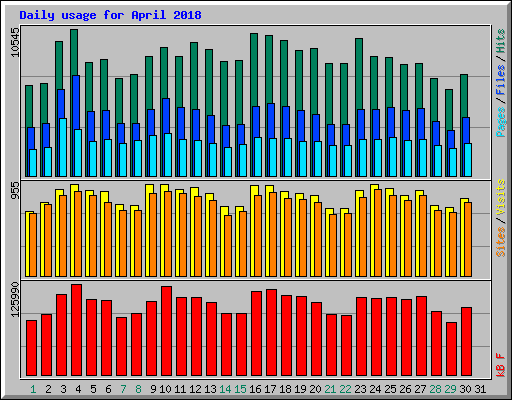 Daily usage for April 2018
10545
Pages / Files / Hits
955
Sites / Visits
125990
kB F
1 2 3 4 5 6 7 8 9 10 11 12 13 14 15 16 17 18 19 20 21 22 23 24 25 26 27 28 29 30 31